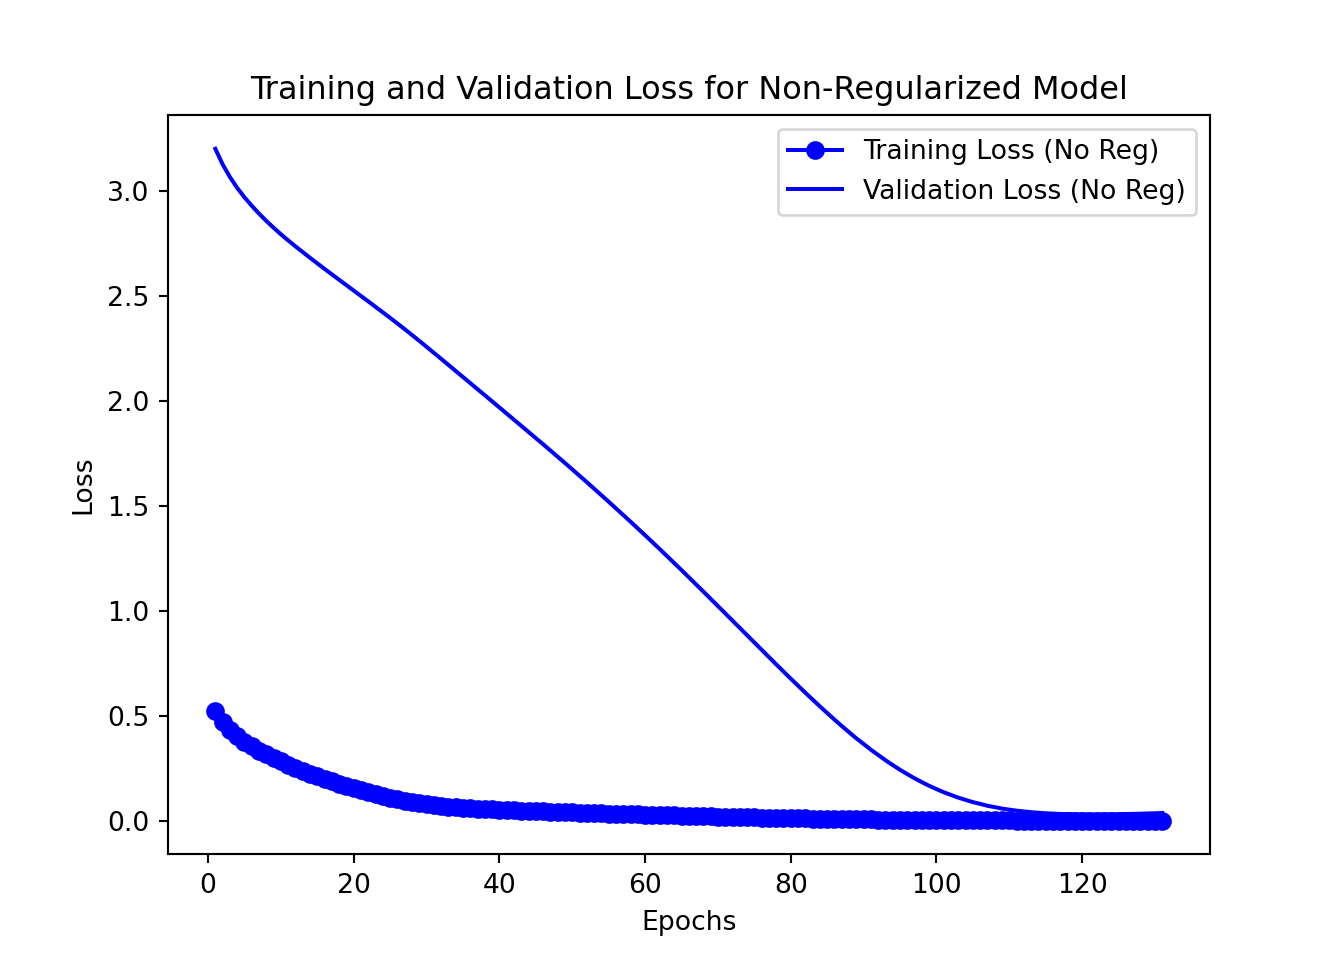 Training and Validation Loss for Non-Regularized Model
Training Loss (No Reg)
Validation Loss (No Reg)
3.0
2.5
2.0
1.5
1.0
0.5
0.0
Loss
0 20 40 60 80 100 120
Epochs